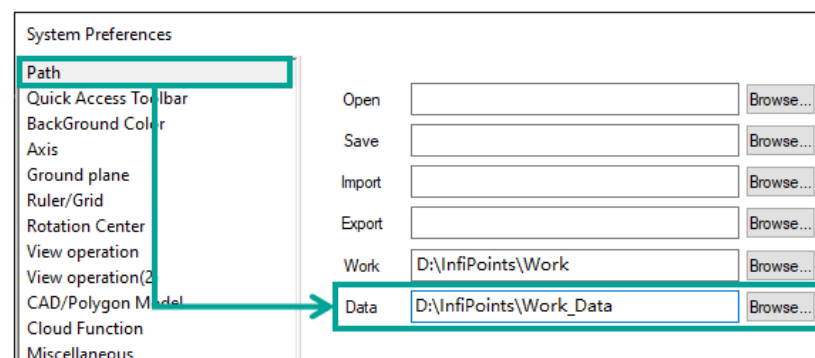 System Preferences
Path
Quick Access Toolbar
BackGround Color
Axis
Ground plane
Ruler/Grid
Rotation Center
View operation
View operation(2)
CAD/Polygon Model
Cloud Function
Miscellaneous
Open Browse...
Save Browse...
Import Browse...
Export Browse...
Work D:\InfiPoints\Work Browse...
Data D:\InfiPoints\Work_Data Browse...